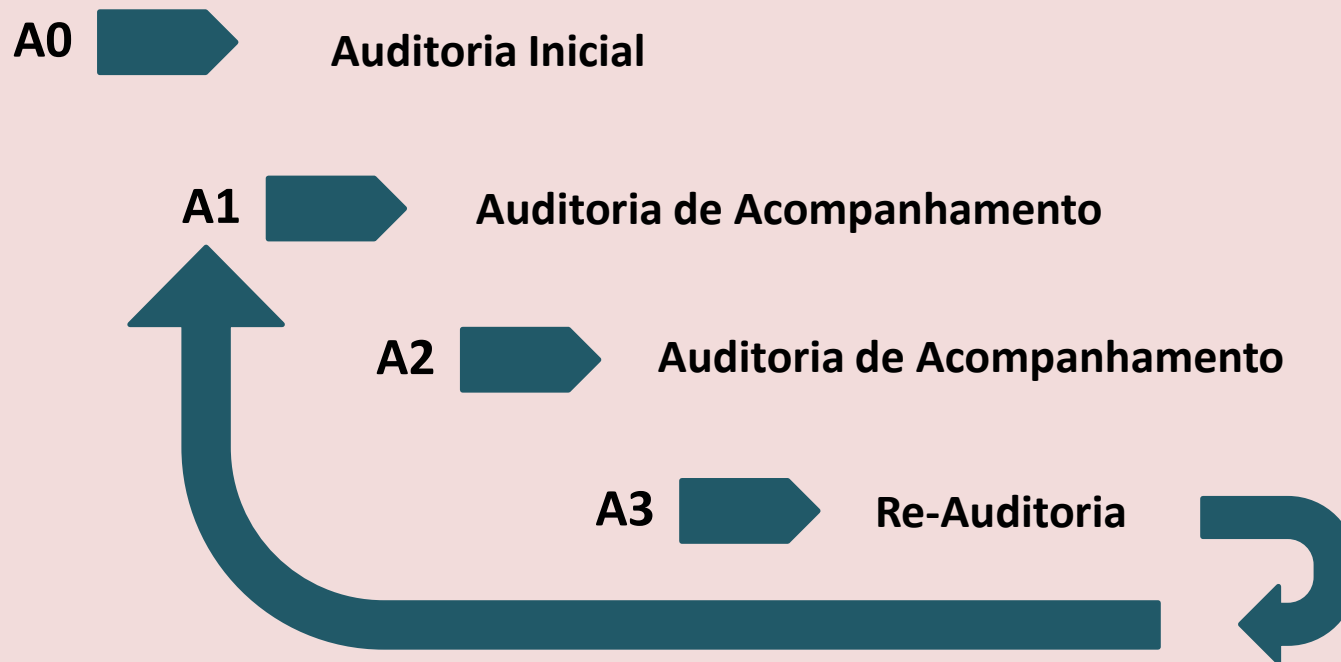 A0 Auditoria Inicial
A1 Auditoria de Acompanhamento
A2 Auditoria de Acompanhamento
A3 Re-Auditoria